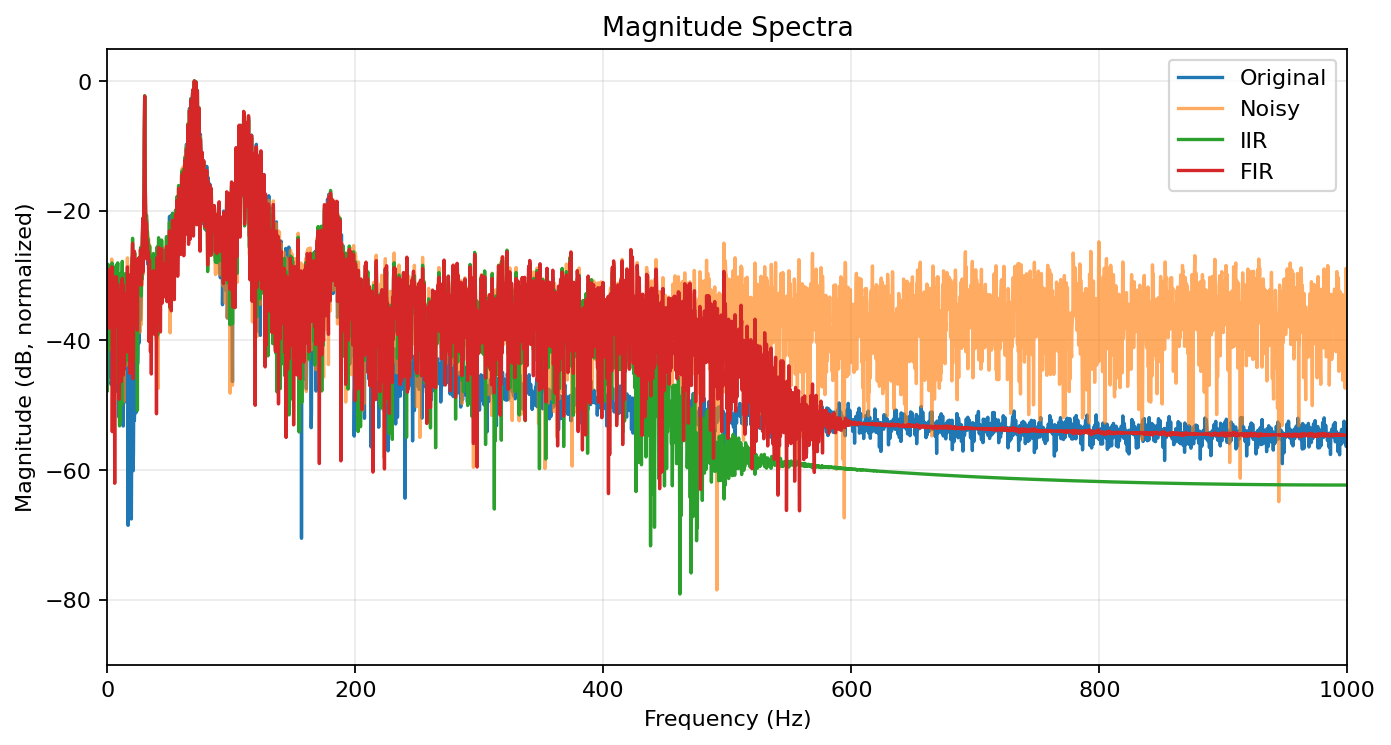 Magnitude Spectra
Original
Noisy
IIR
FIR
Magnitude (dB, normalized)
0
−20
−40
−60
−80
0
200
400
600
800
1000
Frequency (Hz)